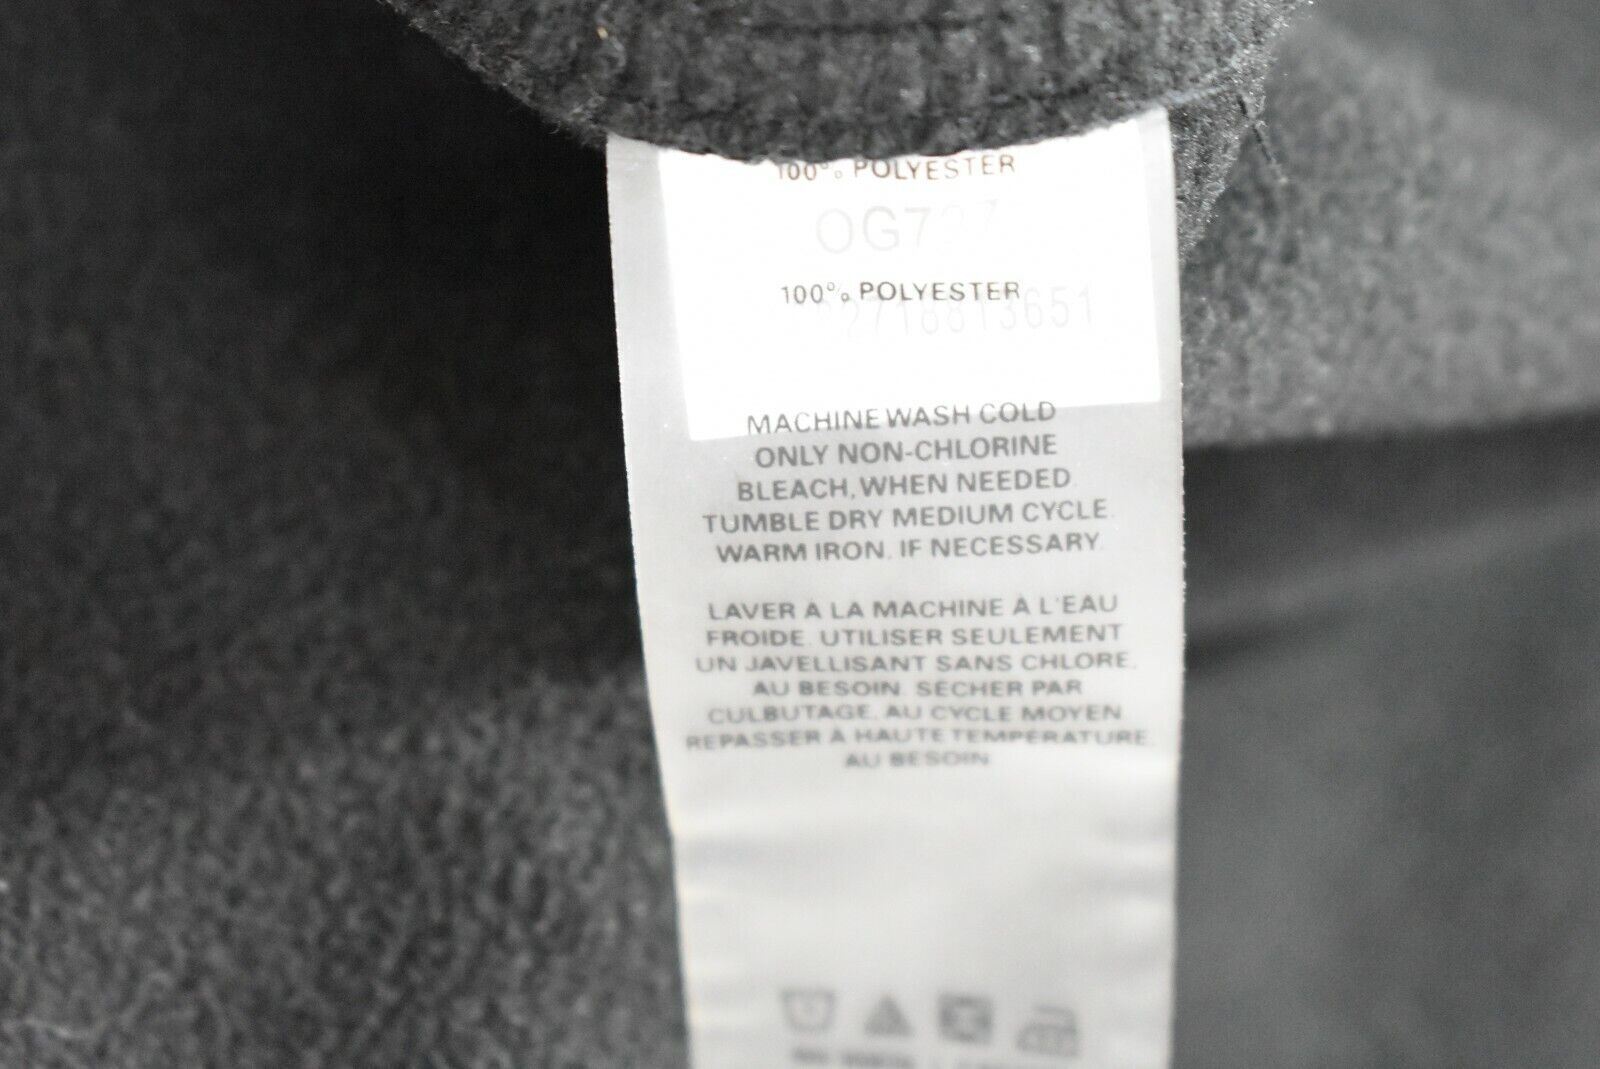 100% POLYESTER
100% POLYESTER
MACHINE WASH COLD
ONLY NON-CHLORINE
BLEACH, WHEN NEEDED.
TUMBLE DRY MEDIUM CYCLE.
WARM IRON. IF NECESSARY.
LAVER À LA MACHINE À L'EAU
FROIDE. UTILISER SEULEMENT
UN JAVELLISANT SANS CHLORE,
AU BESOIN. SÉCHER PAR
CULBUTAGE, AU CYCLE MOYEN
REPASSER À HAUTE TEMPÉRATURE,
AU BESOIN